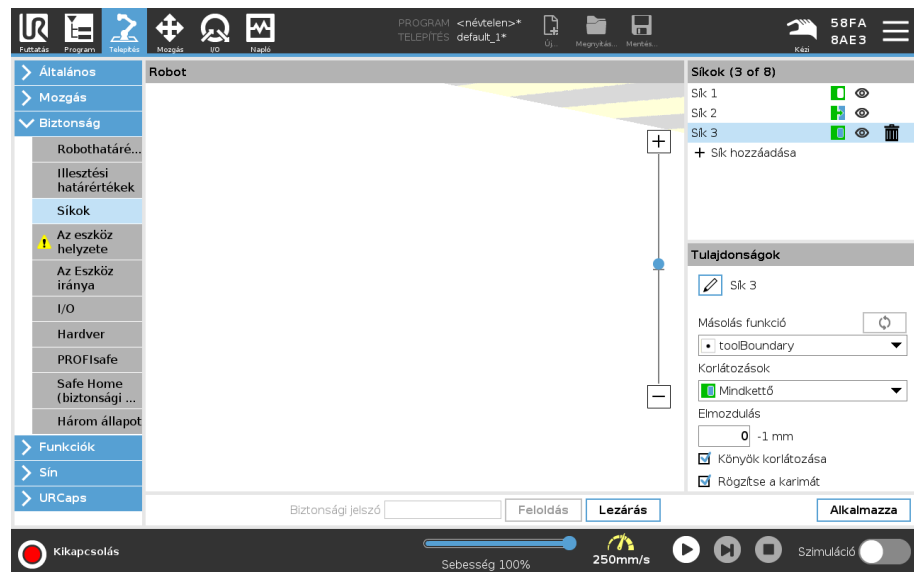 PROGRAM <névtelen>*
TELEPÍTÉS default_1*
58FA
8AE3
Futtatás Program Telepítés Mozgás I/O Napló
Új... Megnyitás... Mentés...
Kézi
Általános
Mozgás
Biztonság
Robothatáré...
Illesztési
határértékek
Síkok
Az eszköz
helyzete
Az Eszköz
iránya
I/O
Hardver
PROFIsafe
Safe Home
(biztonsági ...
Három állapot
Funkciók
Sín
URCaps
Robot
Síkok (3 of 8)
Sík 1
Sík 2
Sík 3
+ Sík hozzáadása
Tulajdonságok
Sík 3
Másolás funkció
toolBoundary
Korlátozások
Mindkettő
Elmozdulás
0 -1 mm
Könyök korlátozása
Rögzítse a karimát
Biztonsági jelszó Feloldás Lezárás
Alkalmazza
Kikapcsolás
Sebesség 100%
250mm/s
Szimuláció